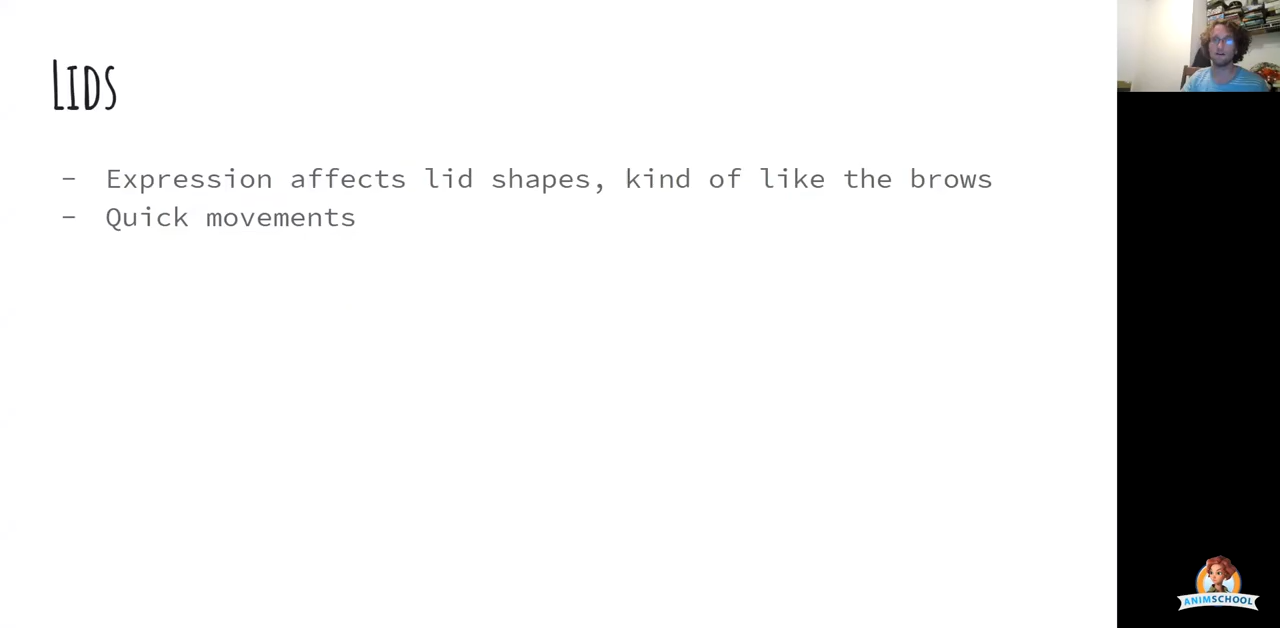 Lids
- Expression affects lid shapes, kind of like the brows
- Quick movements
ANIMSCHOOL